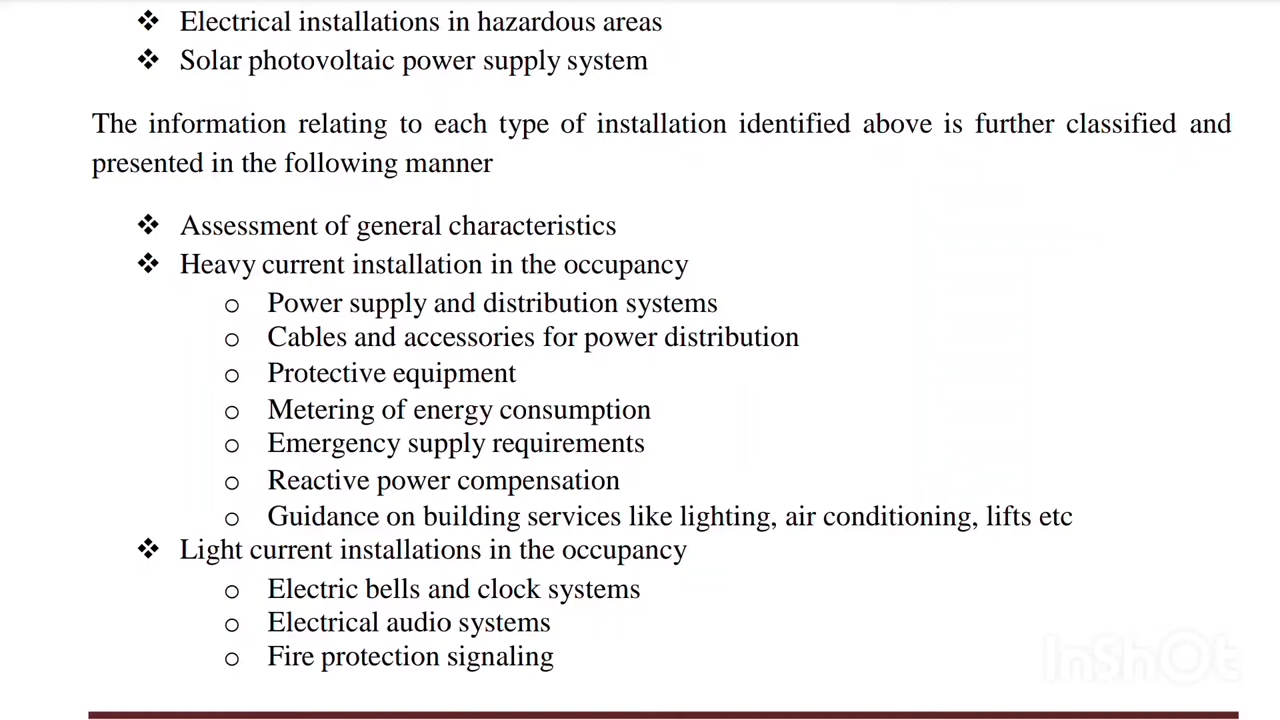 ❖ Electrical installations in hazardous areas
❖ Solar photovoltaic power supply system
The information relating to each type of installation identified above is further classified and
presented in the following manner
❖ Assessment of general characteristics
❖ Heavy current installation in the occupancy
o Power supply and distribution systems
o Cables and accessories for power distribution
o Protective equipment
o Metering of energy consumption
o Emergency supply requirements
o Reactive power compensation
o Guidance on building services like lighting, air conditioning, lifts etc
❖ Light current installations in the occupancy
o Electric bells and clock systems
o Electrical audio systems
o Fire protection signaling
InShOt